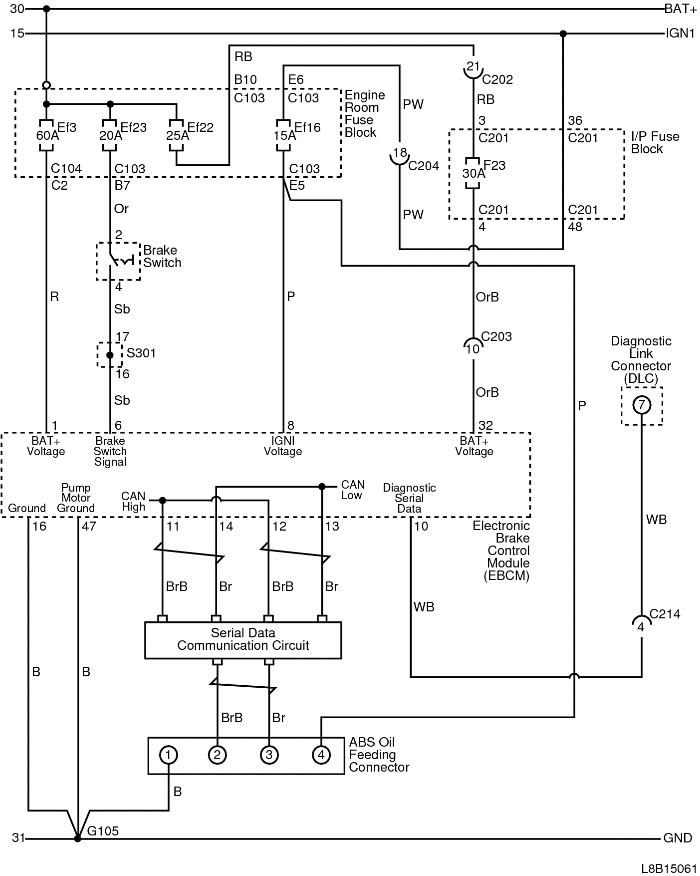 30 BAT+
15 IGN1
RB
21
C202
B10 E6
C103 C103
Engine
Room
Fuse
Block
PW
RB
Ef3
60A
Ef23
20A
Ef22
25A
Ef16
15A
3 36
C201 C201
I/P Fuse
Block
18
C204
F23
30A
C104 C103 C103
C2 B7 E5
Or
PW
C201 C201
4 48
2
Brake
Switch
4
R
Sb
P
OrB
17
S301
16
C203
10
Sb
OrB
P
Diagnostic
Link
Connector
(DLC)
7
1 6 8 32
BAT+
Voltage
Brake
Switch
Signal
IGNI
Voltage
BAT+
Voltage
Ground
Pump
Motor
Ground
CAN
High
CAN
Low
Diagnostic
Serial
Data
16 47 11 14 12 13 10
Electronic
Brake
Control
Module
(EBCM)
WB
BrB Br BrB Br
WB
C214
4
Serial Data
Communication Circuit
B B
BrB Br
1 2 3 4
ABS Oil
Feeding
Connector
B
G105
31 GND
L8B15061